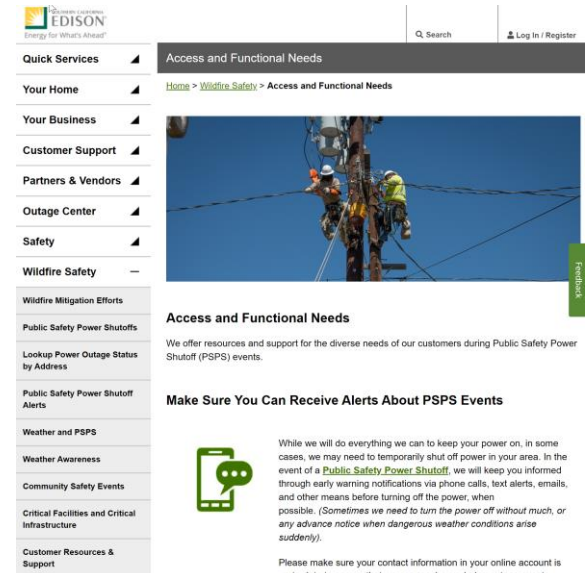 SOUTHERN CALIFORNIA
EDISON
Energy for What's Ahead
Search
Log In / Register
Quick Services
Your Home
Your Business
Customer Support
Partners & Vendors
Outage Center
Safety
Wildfire Safety
Wildfire Mitigation Efforts
Public Safety Power Shutoffs
Lookup Power Outage Status
by Address
Public Safety Power Shutoff
Alerts
Weather and PSPS
Weather Awareness
Community Safety Events
Critical Facilities and Critical
Infrastructure
Customer Resources &
Support
Access and Functional Needs
Home > Wildfire Safety > Access and Functional Needs
Feedback
Access and Functional Needs
We offer resources and support for the diverse needs of our customers during Public Safety Power
Shutoff (PSPS) events.
Make Sure You Can Receive Alerts About PSPS Events
While we will do everything we can to keep your power on, in some
cases, we may need to temporarily shut off power in your area. In the
event of a Public Safety Power Shutoff, we will keep you informed
through early warning notifications via phone calls, text alerts, emails,
and other means before turning off the power, when
possible. (Sometimes we need to turn the power off without much, or
any advance notice when dangerous weather conditions arise
suddenly).
Please make sure your contact information in your online account is